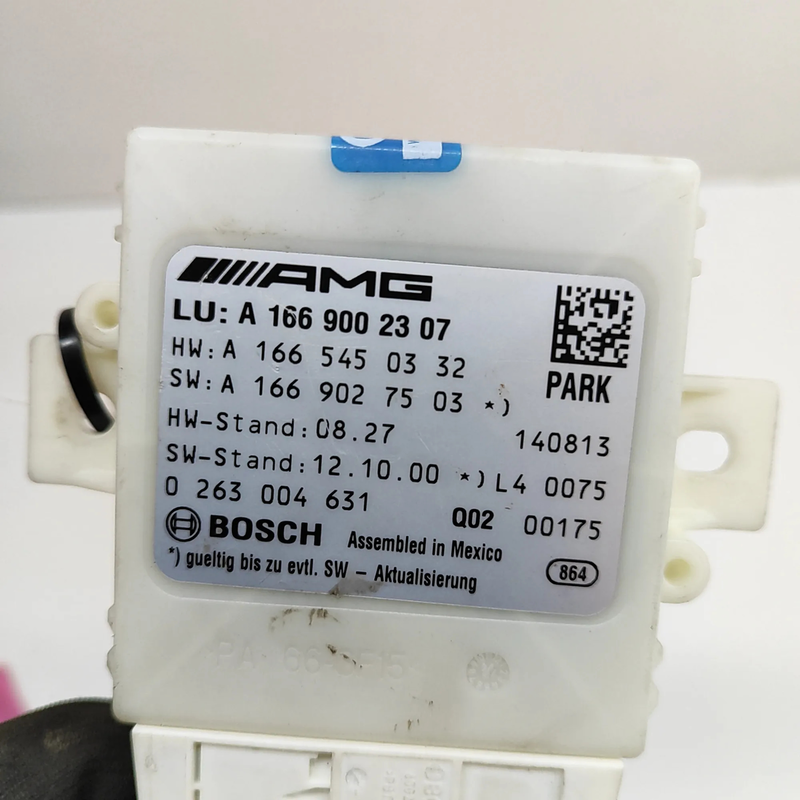 AMG
LU: A 166 900 23 07
HW: A 166 545 03 32
PARK
SW: A 166 902 75 03 *)
HW-Stand: 08.27 140813
SW-Stand: 12.10.00 *) L4 0075
0 263 004 631 Q02 00175
BOSCH Assembled in Mexico
*) gueltig bis zu evtl. SW – Aktualisierung 864